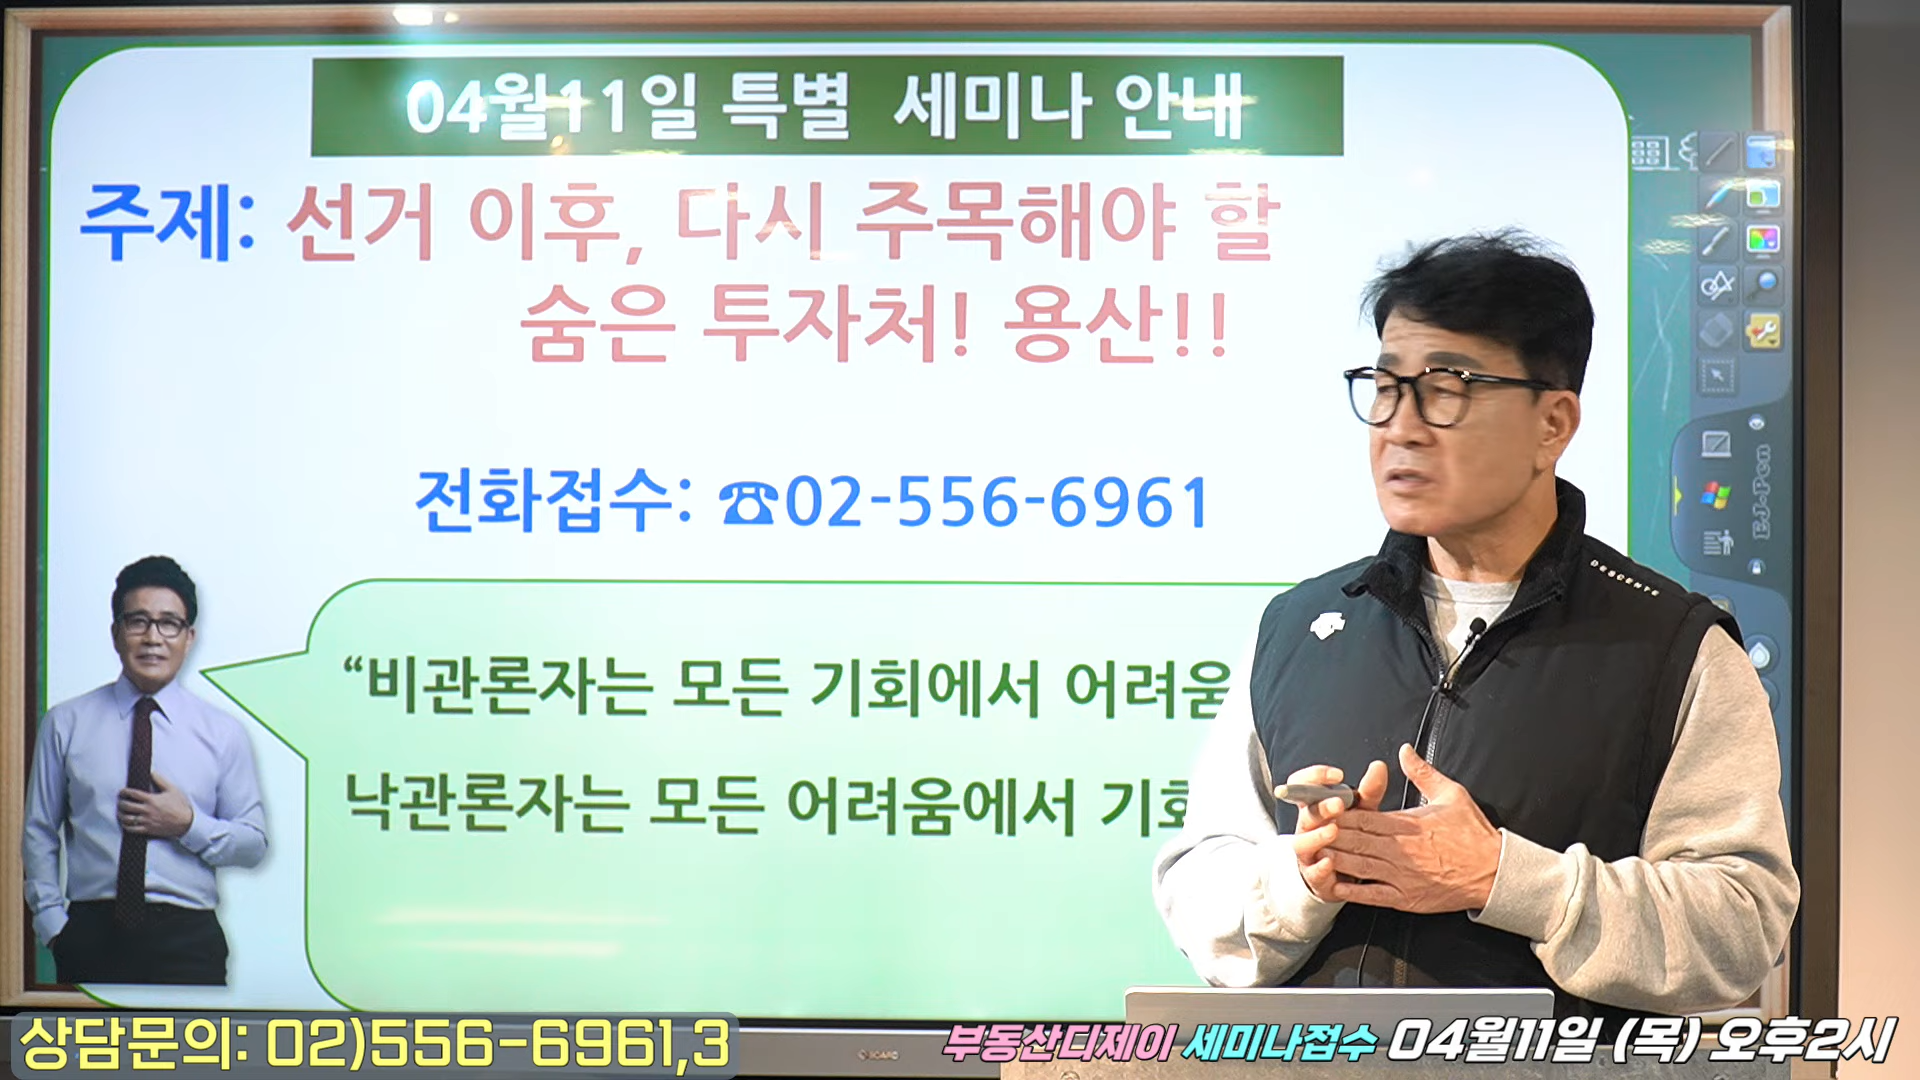 04월11일 특별 세미나 안내
주제: 선거 이후, 다시 주목해야 할
숨은 투자처! 용산!!
전화접수: ☎02-556-6961
“비관론자는 모든 기회에서 어려움
낙관론자는 모든 어려움에서 기회
DESCENTE
EJ-Pen
상담문의: 02)556-6961,3
부동산디제이 세미나접수 04월11일 (목) 오후2시